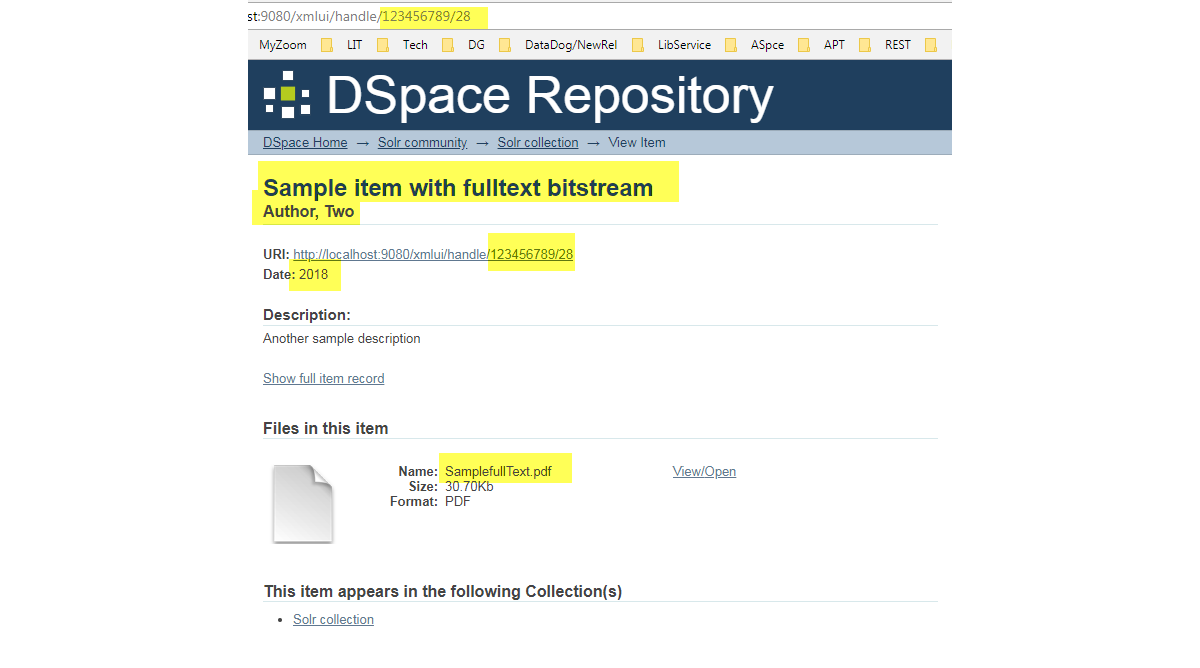 st:9080/xmlui/handle/123456789/28
MyZoom LIT Tech DG DataDog/NewRel LibService ASpce APT REST
DSpace Repository
DSpace Home → Solr community → Solr collection → View Item
Sample item with fulltext bitstream
Author, Two
URI: http://localhost:9080/xmlui/handle/123456789/28
Date: 2018
Description:
Another sample description
Show full item record
Files in this item
Name: SamplefullText.pdf View/Open
Size: 30.70Kb
Format: PDF
This item appears in the following Collection(s)
• Solr collection